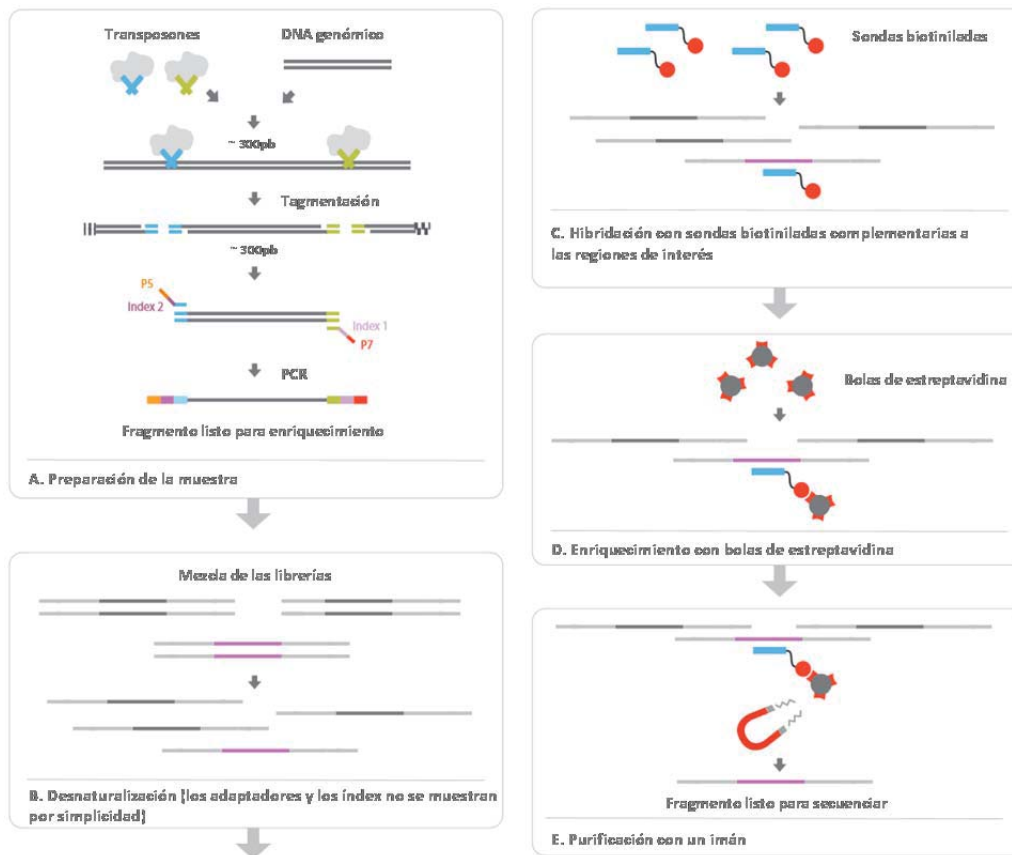 Transposones
DNA genómico
~ 300pb
Tagmentación
~ 300pb
P5
Index 2
Index 1
P7
PCR
Fragmento listo para enriquecimiento
A. Preparación de la muestra
Mezcla de las librerías
B. Desnaturalización (los adaptadores y los índex no se muestran
por simplicidad)
Sondas biotiniladas
C. Hibridación con sondas biotiniladas complementarias a
las regiones de interés
Bolas de estreptavidina
D. Enriquecimiento con bolas de estreptavidina
Fragmento listo para secuenciar
E. Purificación con un imán